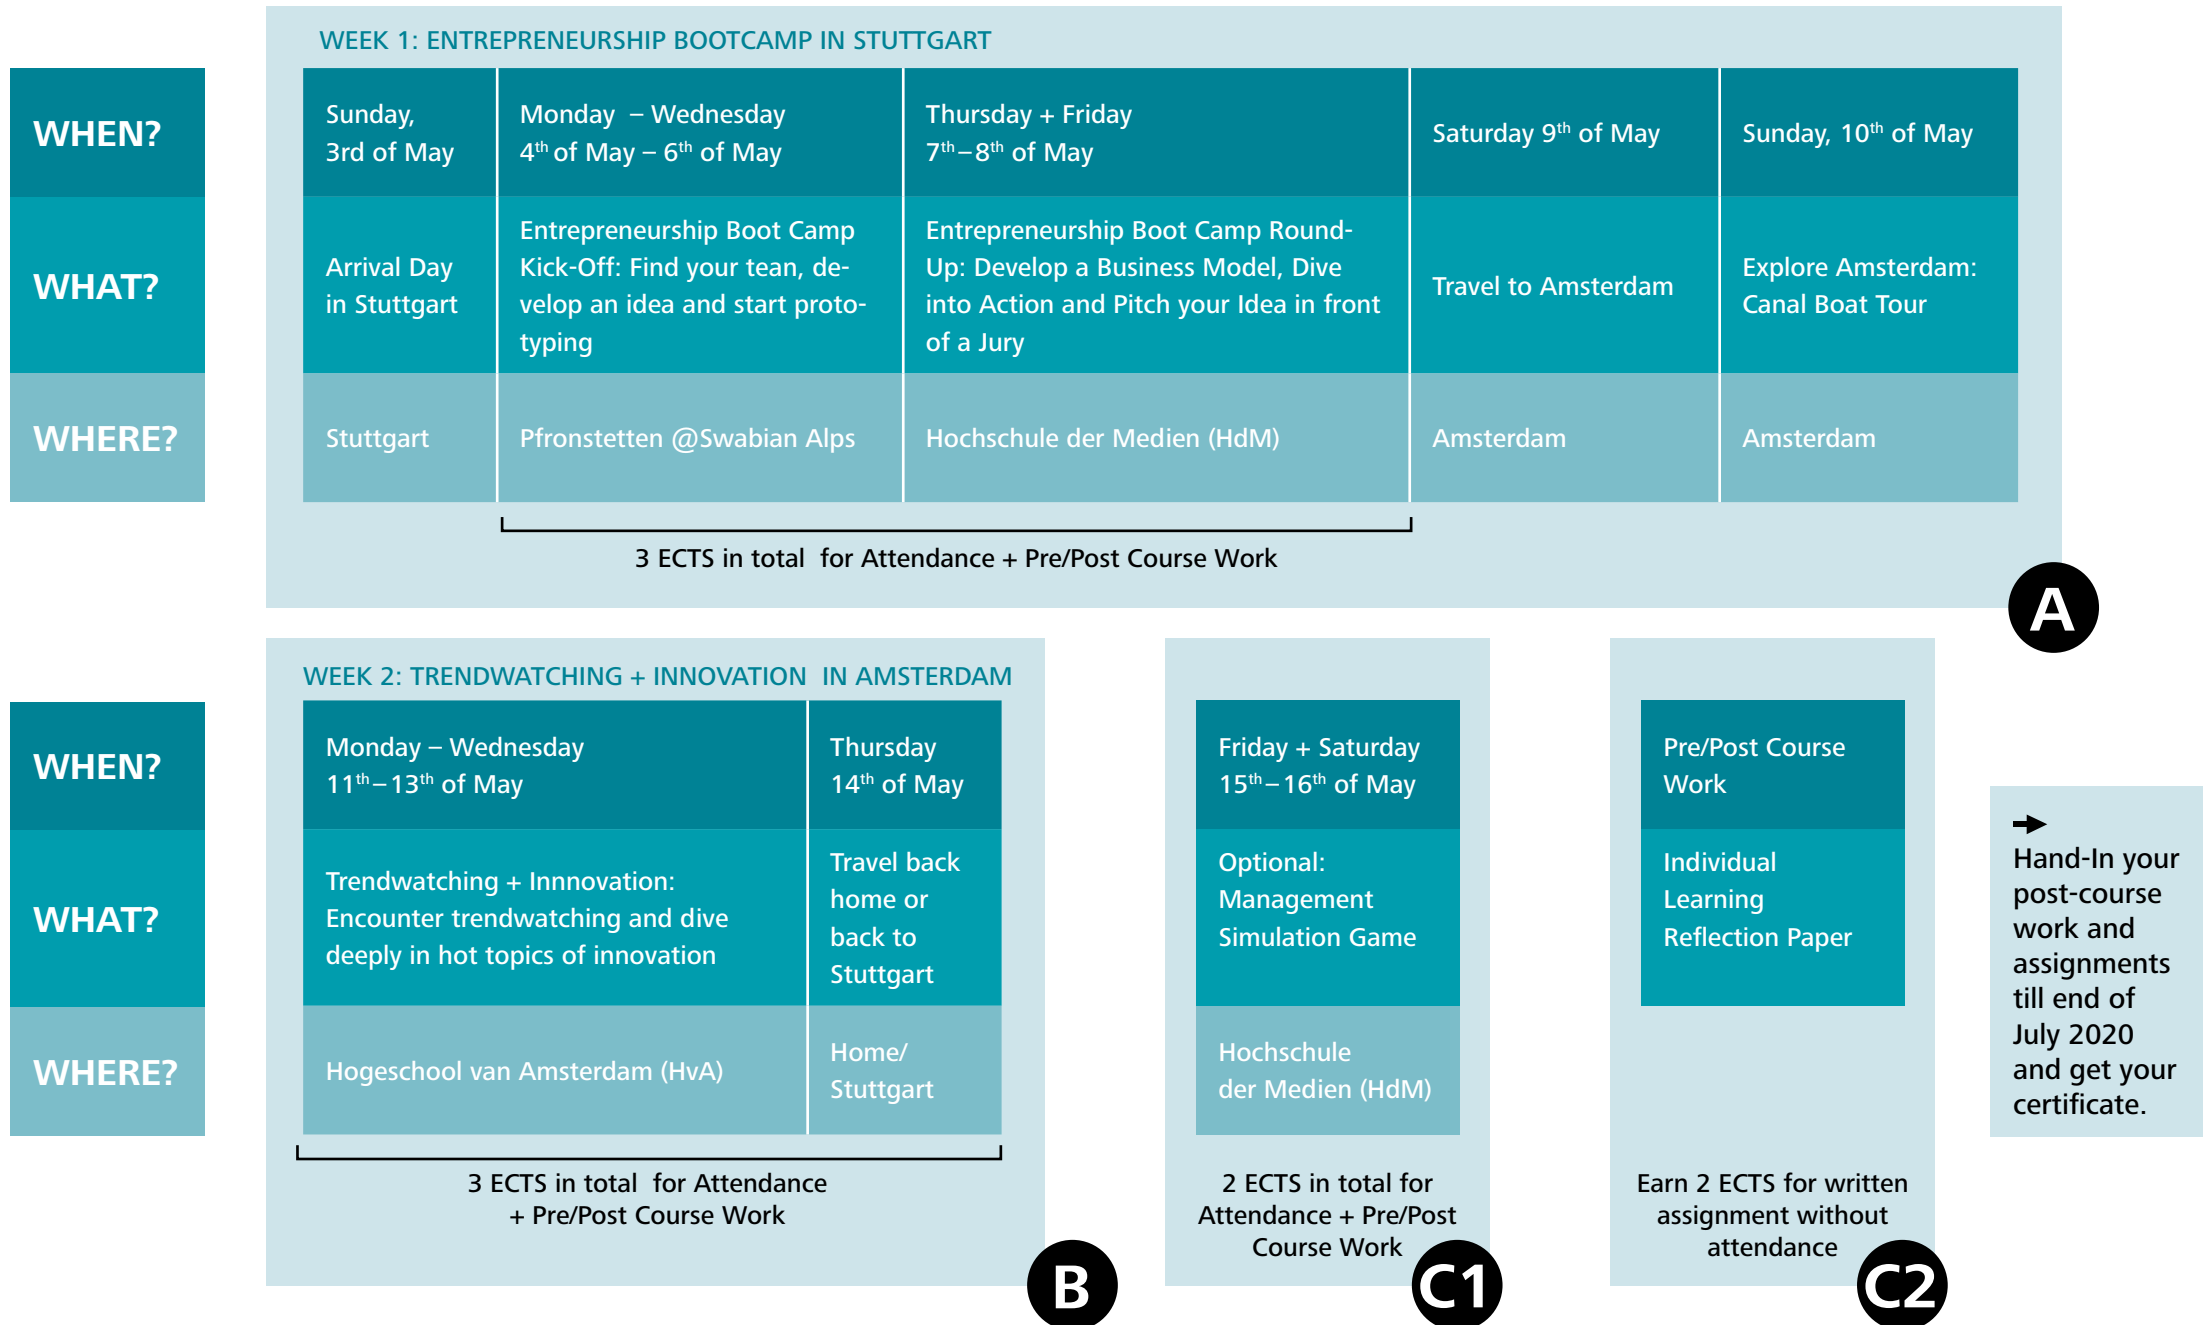 WEEK 1: ENTREPRENEURSHIP BOOTCAMP IN STUTTGART
WHEN?
Sunday,
3rd of May
Monday – Wednesday
4th of May – 6th of May
Thursday + Friday
7th – 8th of May
Saturday 9th of May
Sunday, 10th of May
WHAT?
Arrival Day
in Stuttgart
Entrepreneurship Boot Camp
Kick-Off: Find your tean, de-
velop an idea and start proto-
typing
Entrepreneurship Boot Camp Round-
Up: Develop a Business Model, Dive
into Action and Pitch your Idea in front
of a Jury
Travel to Amsterdam
Explore Amsterdam:
Canal Boat Tour
WHERE?
Stuttgart
Pfronstetten @Swabian Alps
Hochschule der Medien (HdM)
Amsterdam
Amsterdam
3 ECTS in total for Attendance + Pre/Post Course Work
A
WEEK 2: TRENDWATCHING + INNOVATION IN AMSTERDAM
WHEN?
Monday – Wednesday
11th – 13th of May
Thursday
14th of May
Friday + Saturday
15th – 16th of May
Pre/Post Course
Work
WHAT?
Trendwatching + Innnovation:
Encounter trendwatching and dive
deeply in hot topics of innovation
Travel back
home or
back to
Stuttgart
Optional:
Management
Simulation Game
Individual
Learning
Reflection Paper
WHERE?
Hogeschool van Amsterdam (HvA)
Home/
Stuttgart
Hochschule
der Medien (HdM)
3 ECTS in total for Attendance
+ Pre/Post Course Work
B
2 ECTS in total for
Attendance + Pre/Post
Course Work
C1
Earn 2 ECTS for written
assignment without
attendance
C2
➔
Hand-In your
post-course
work and
assignments
till end of
July 2020
and get your
certificate.